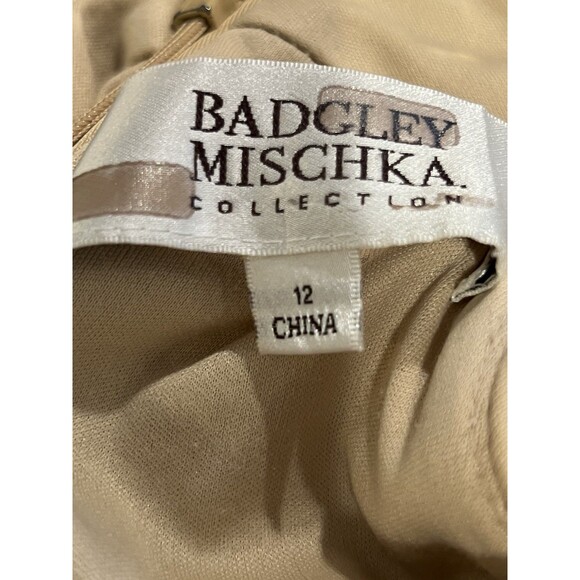 BADGLEY
MISCHKA.
COLLECTION
12
CHINA